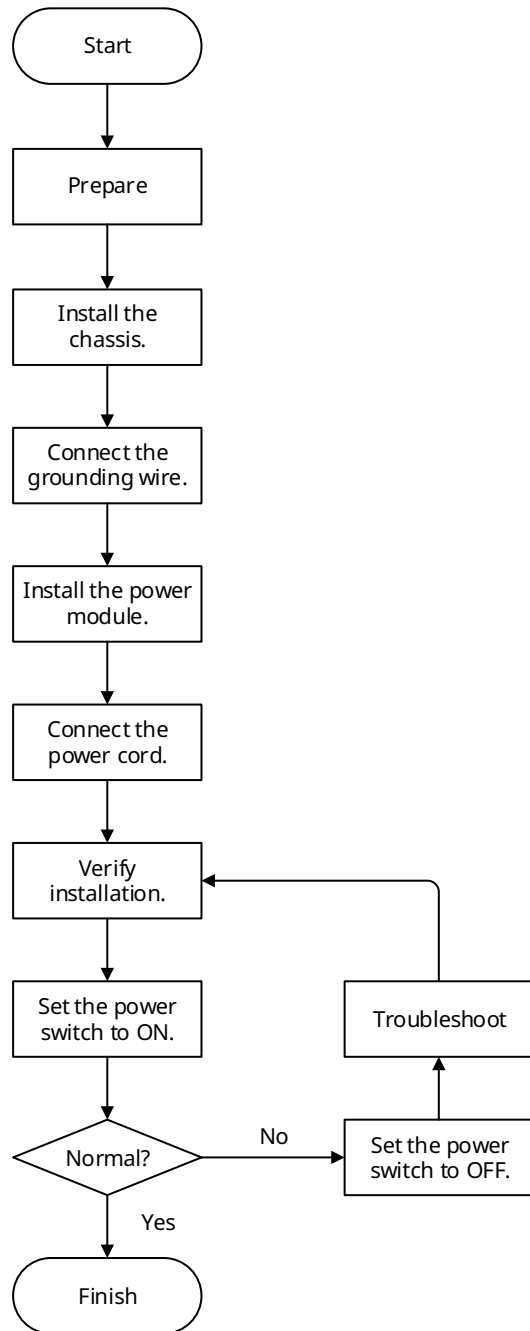 Start
Prepare
Install the
chassis.
Connect the
grounding wire.
Install the power
module.
Connect the
power cord.
Verify
installation.
Set the power
switch to ON.
Troubleshoot
Normal?
No
Set the power
switch to OFF.
Yes
Finish